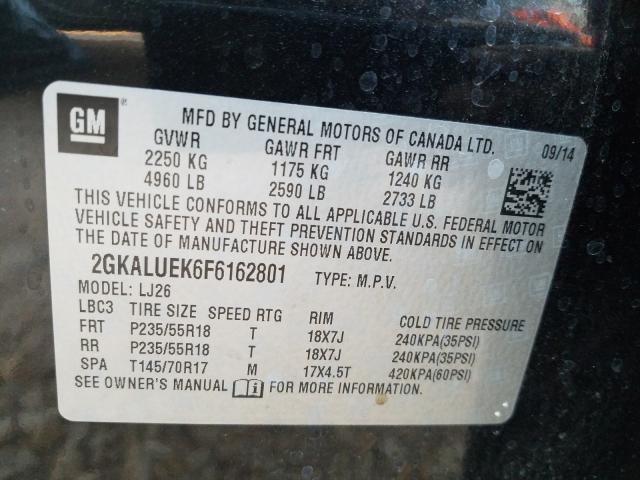 GM
MFD BY GENERAL MOTORS OF CANADA LTD.
GVWR GAWR FRT GAWR RR 09/14
2250 KG 1175 KG 1240 KG
4960 LB 2590 LB 2733 LB
THIS VEHICLE CONFORMS TO ALL APPLICABLE U.S. FEDERAL MOTOR
VEHICLE SAFETY AND THEFT PREVENTION STANDARDS IN EFFECT ON
THE DATE OF MANUFACTURE SHOWN ABOVE.
2GKALUEK6F6162801 TYPE: M.P.V.
MODEL: LJ26
LBC3 TIRE SIZE SPEED RTG RIM COLD TIRE PRESSURE
FRT P235/55R18 T 18X7J 240KPA(35PSI)
RR P235/55R18 T 18X7J 240KPA(35PSI)
SPA T145/70R17 M 17X4.5T 420KPA(60PSI)
SEE OWNER'S MANUAL FOR MORE INFORMATION.